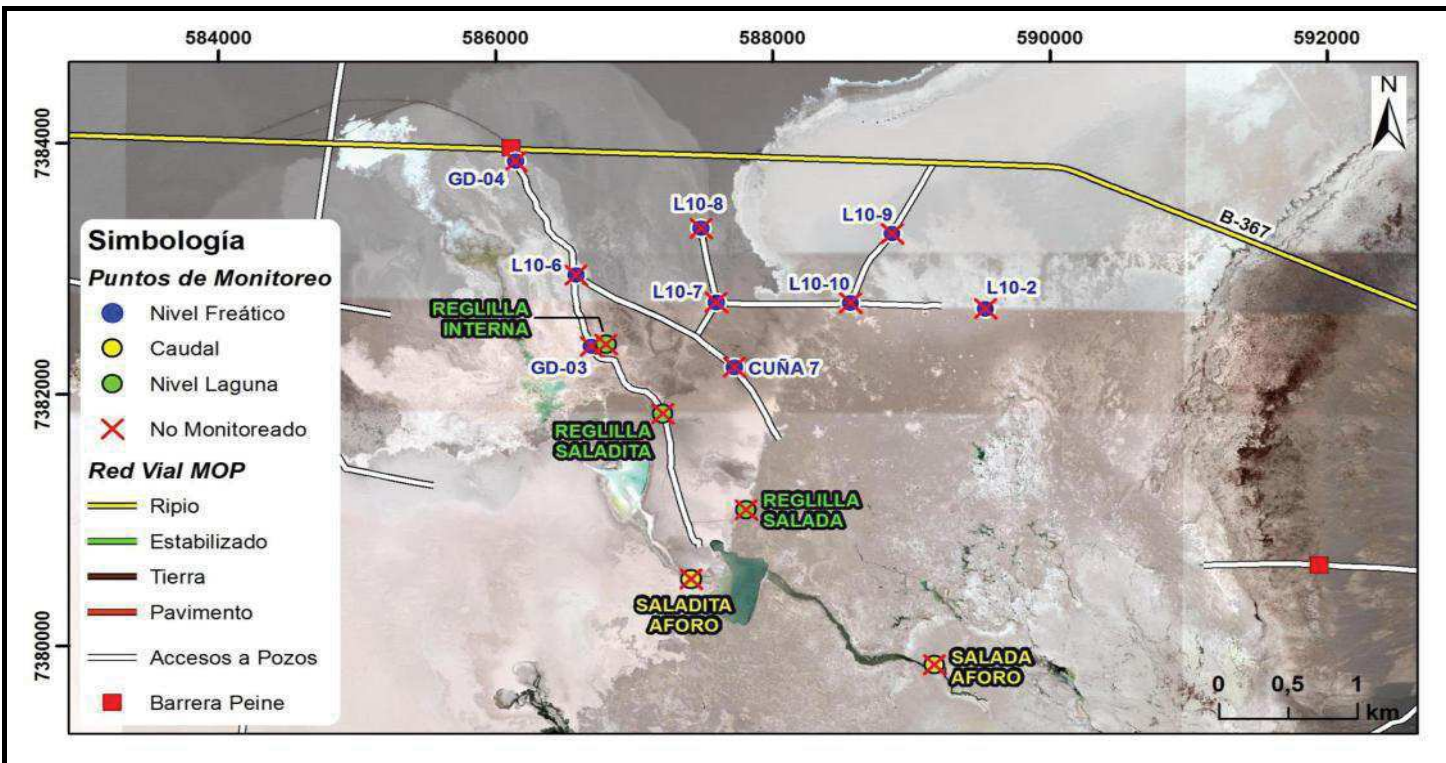 584000
586000
588000
590000
592000
N
7384000
GD-04
L10-8
L10-9
B-367
Simbología
Puntos de Monitoreo
Nivel Freático
Caudal
Nivel Laguna
No Monitoreado
Red Vial MOP
Ripio
Estabilizado
Tierra
Pavimento
Accesos a Pozos
Barrera Peine
L10-6
L10-7
L10-10
L10-2
REGLILLA
INTERNA
GD-03
CUÑA 7
7382000
REGLILLA
SALADITA
REGLILLA
SALADA
SALADITA
AFORO
7380000
SALADA
AFORO
0 0,5 1
km